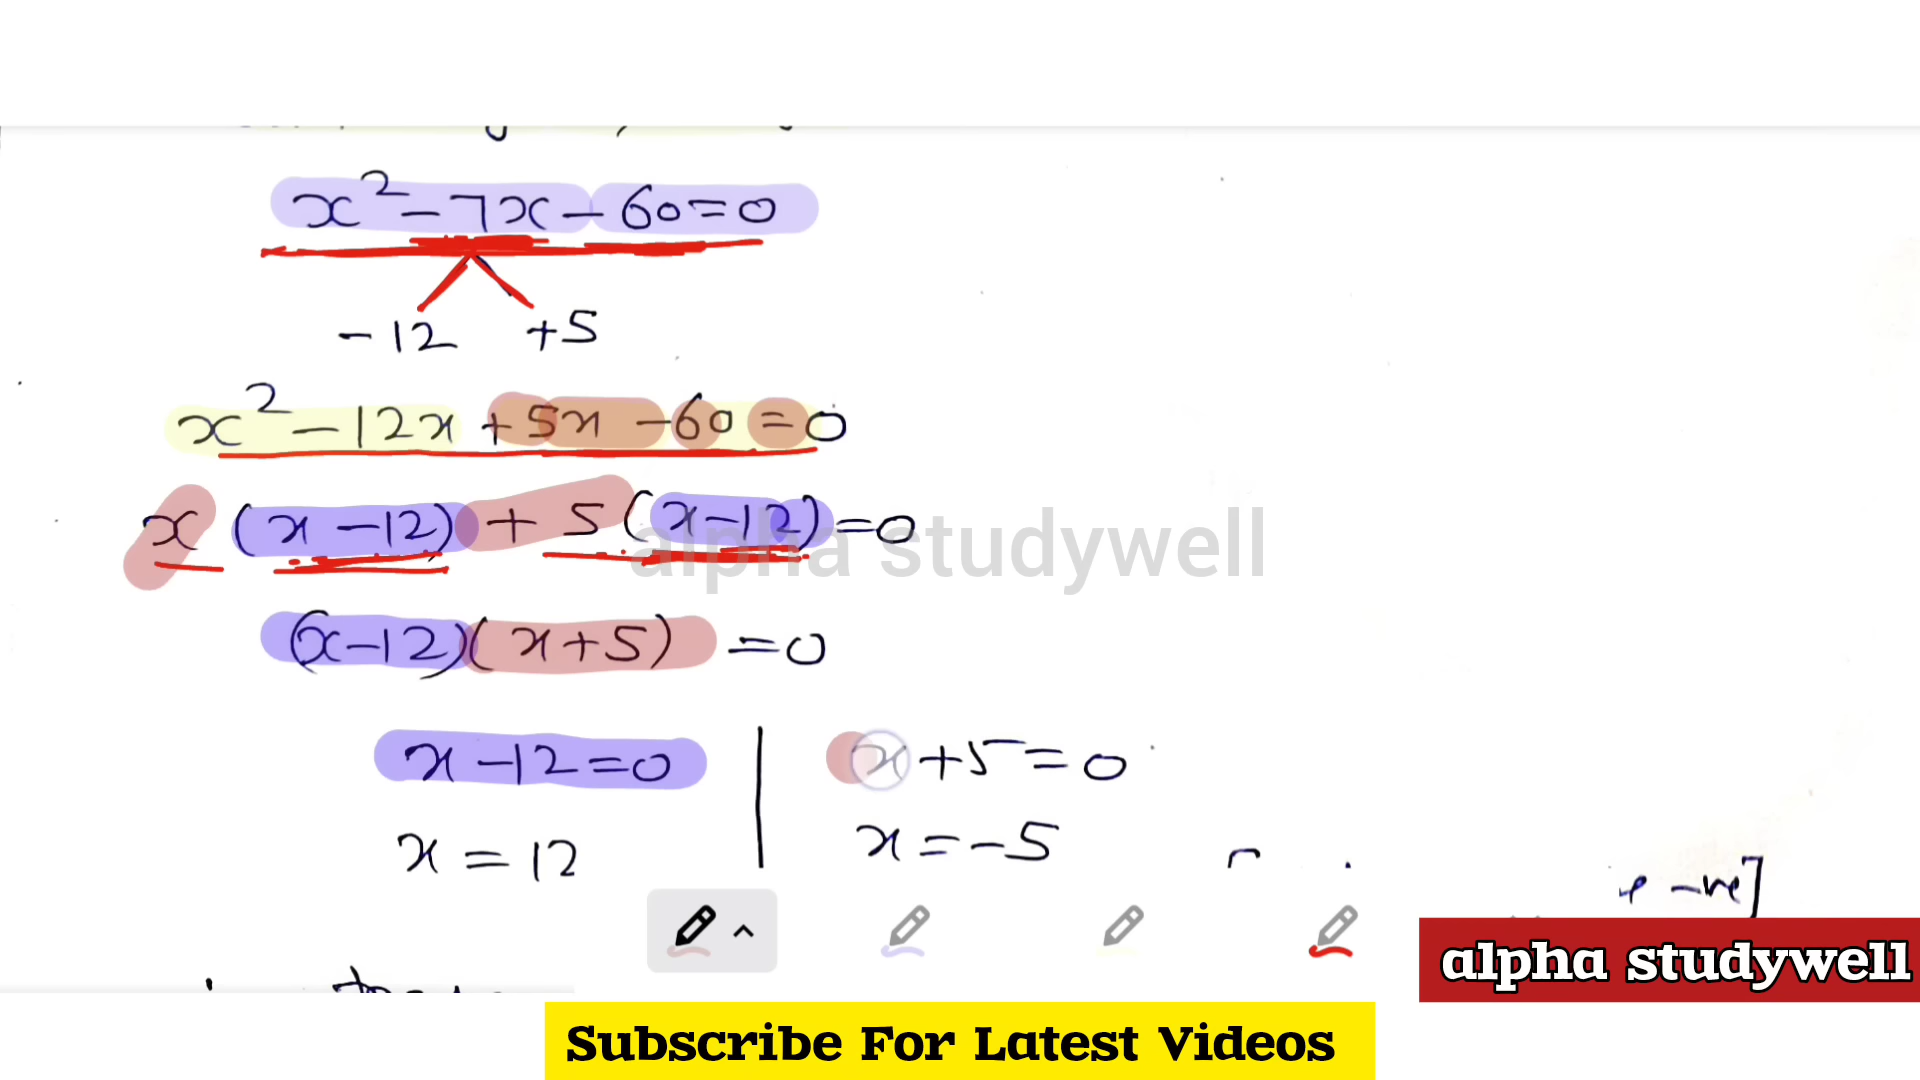 x² - 7x - 60 = 0
-12 +5
x² - 12x + 5x - 60 = 0
x (x - 12) + 5 (x - 12) = 0
alpha studywell
(x - 12)(x + 5) = 0
x - 12 = 0 x + 5 = 0
x = 12 x = -5
-ve]
alpha studywell
Subscribe For Latest Videos